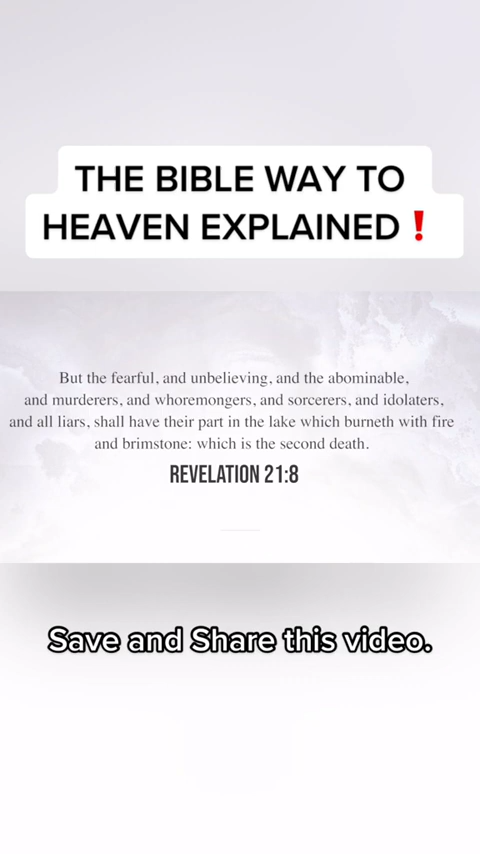 THE BIBLE WAY TO
HEAVEN EXPLAINED❗
But the fearful, and unbelieving, and the abominable,
and murderers, and whoremongers, and sorcerers, and idolaters,
and all liars, shall have their part in the lake which burneth with fire
and brimstone: which is the second death.
REVELATION 21:8
Save and Share this video.